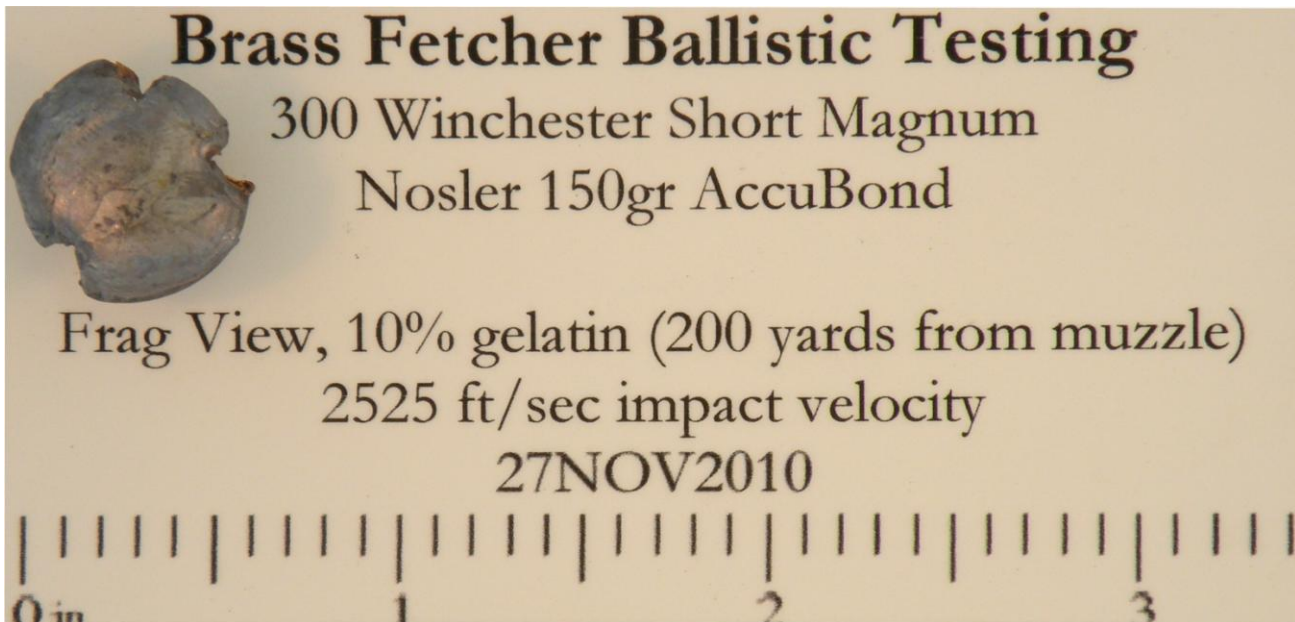 Brass Fetcher Ballistic Testing
300 Winchester Short Magnum
Nosler 150gr AccuBond
Frag View, 10% gelatin (200 yards from muzzle)
2525 ft/sec impact velocity
27NOV2010
0 in 1 2 3